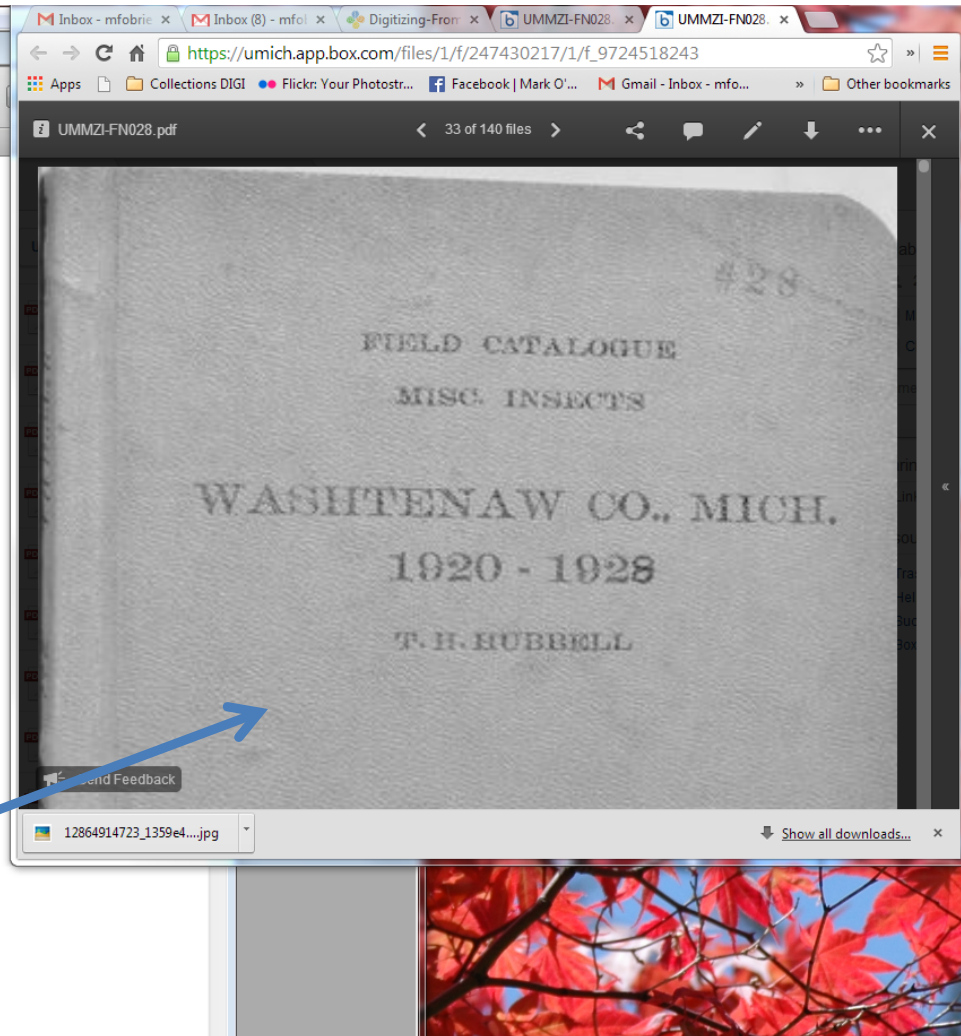 Inbox - mfobrie
Inbox (8) - mfol
Digitizing-From
UMMZI-FN028.
UMMZI-FN028.
https://umich.app.box.com/files/1/f/247430217/1/f_9724518243
»
Apps
Collections DIGI
Flickr: Your Photostr...
Facebook | Mark O'...
Gmail - Inbox - mfo...
»
Other bookmarks
UMMZI-FN028.pdf
33 of 140 files
#28
FIELD CATALOGUE
MISC. INSECTS
WASHTENAW CO., MICH.
1920 - 1928
T. H. HUBBELL
Send Feedback
12864914723_1359e4....jpg
Show all downloads...